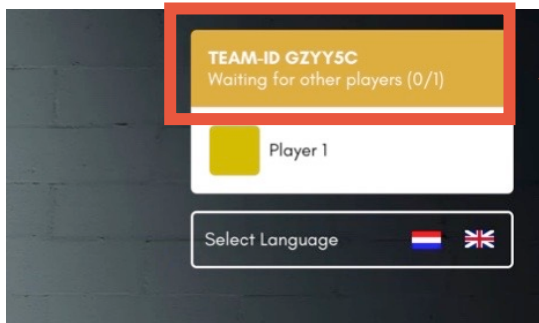 TEAM-ID GZYY5C
Waiting for other players (0/1)
Player 1
Select Language